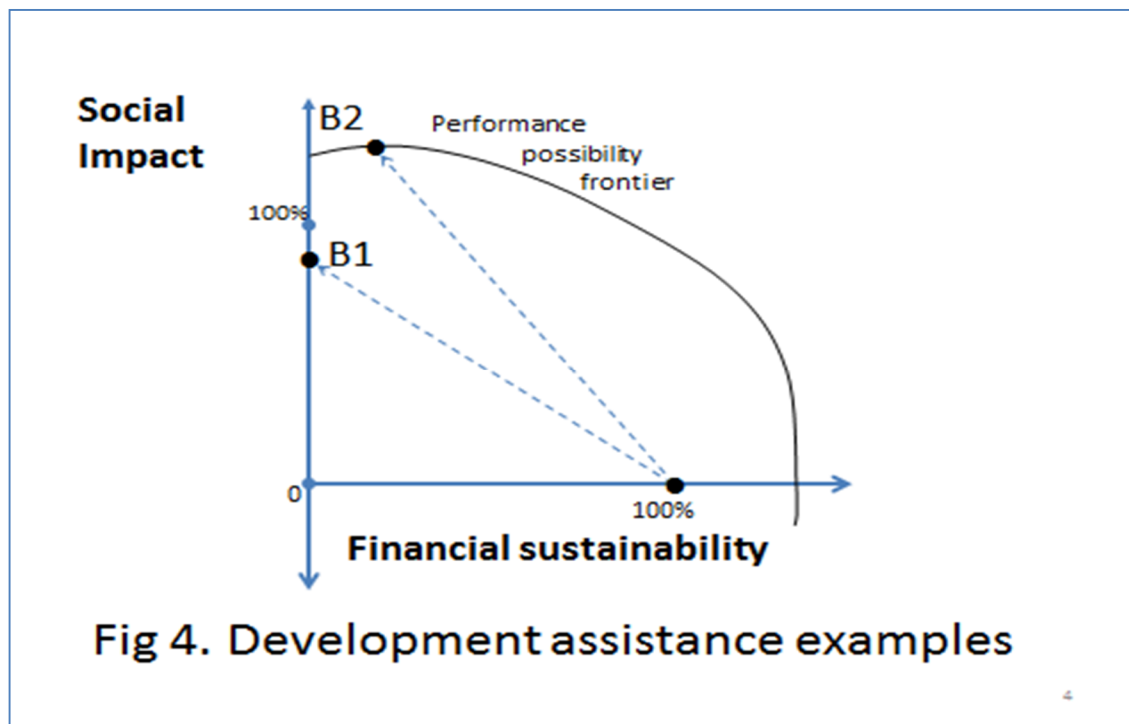 Social
Impact
B2
Performance
possibility
frontier
100%
B1
0
100%
Financial sustainability
Fig 4. Development assistance examples
4